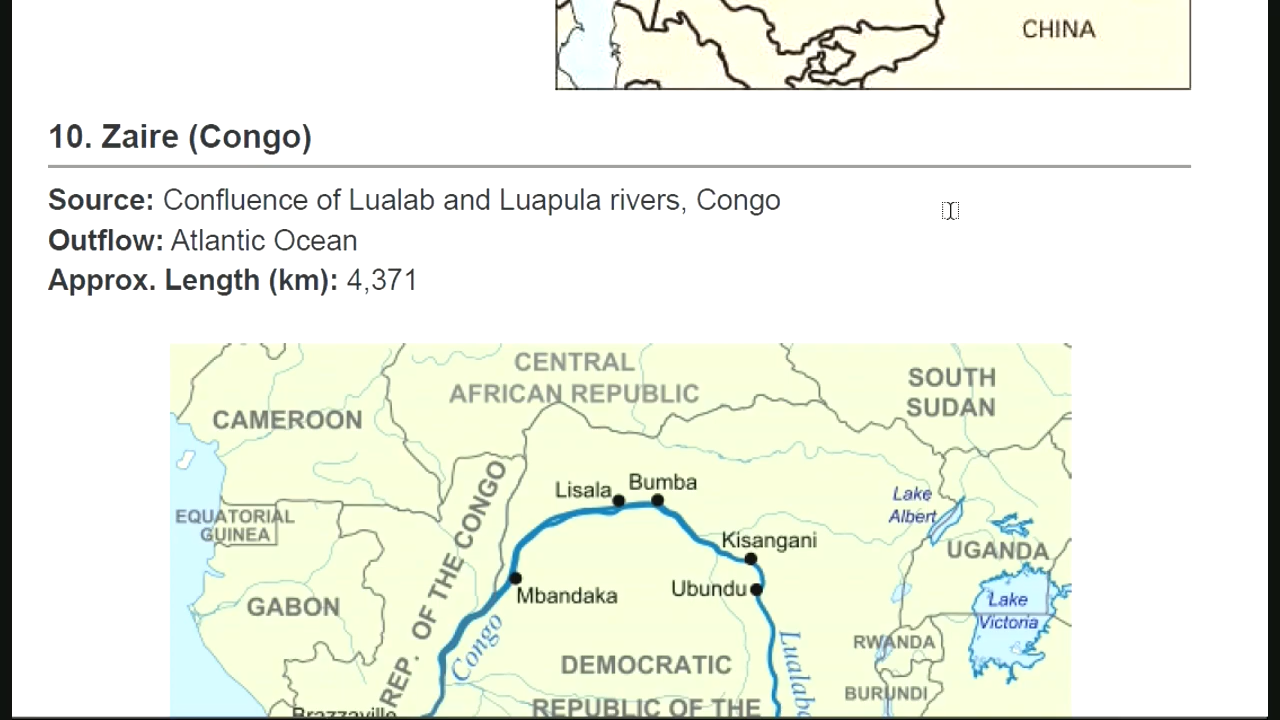 CHINA
10. Zaire (Congo)
Source: Confluence of Lualab and Luapula rivers, Congo
Outflow: Atlantic Ocean
Approx. Length (km): 4,371
CENTRAL
AFRICAN REPUBLIC
SOUTH
SUDAN
CAMEROON
Lisala
Bumba
Lake
Albert
EQUATORIAL
GUINEA
REP. OF THE CONGO
Kisangani
UGANDA
Mbandaka
Ubundu
GABON
Lake
Victoria
Congo
Lualaba
RWANDA
DEMOCRATIC
REPUBLIC OF THE
BURUNDI
Brazzaville